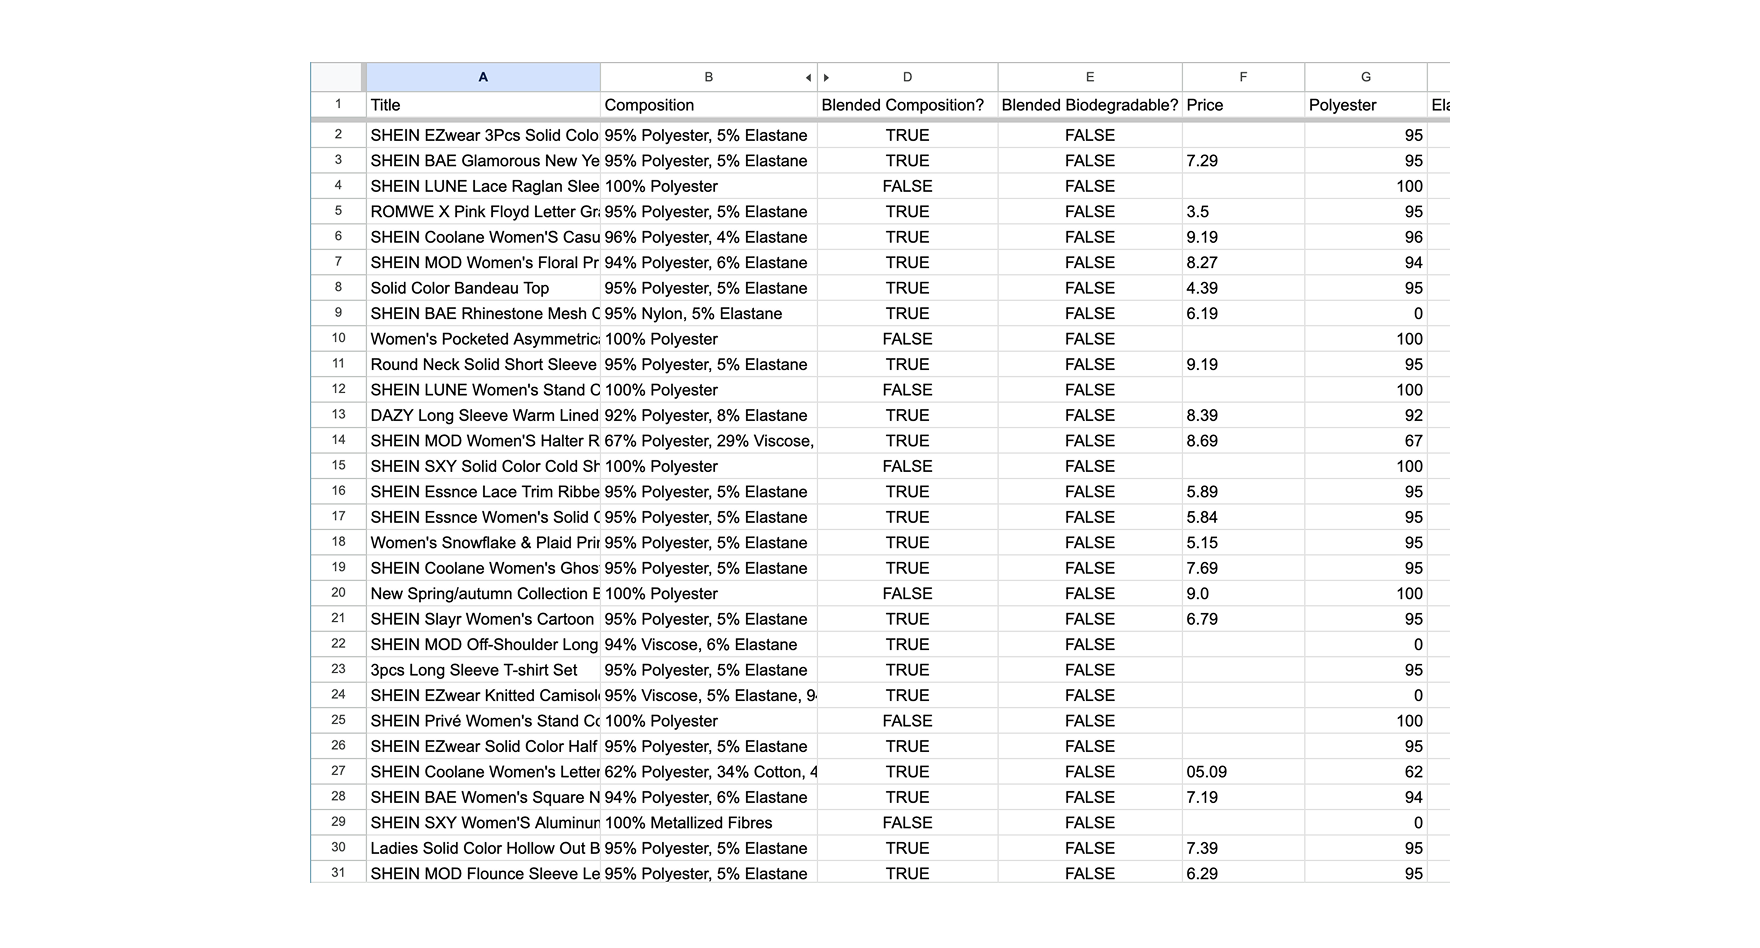 A B D E F G
1 Title Composition Blended Composition? Blended Biodegradable? Price Polyester Ela
2 SHEIN EZwear 3Pcs Solid Colo 95% Polyester, 5% Elastane TRUE FALSE 95
3 SHEIN BAE Glamorous New Ye 95% Polyester, 5% Elastane TRUE FALSE 7.29 95
4 SHEIN LUNE Lace Raglan Slee 100% Polyester FALSE FALSE 100
5 ROMWE X Pink Floyd Letter Gra 95% Polyester, 5% Elastane TRUE FALSE 3.5 95
6 SHEIN Coolane Women'S Casu 96% Polyester, 4% Elastane TRUE FALSE 9.19 96
7 SHEIN MOD Women's Floral Pr 94% Polyester, 6% Elastane TRUE FALSE 8.27 94
8 Solid Color Bandeau Top 95% Polyester, 5% Elastane TRUE FALSE 4.39 95
9 SHEIN BAE Rhinestone Mesh C 95% Nylon, 5% Elastane TRUE FALSE 6.19 0
10 Women's Pocketed Asymmetrica 100% Polyester FALSE FALSE 100
11 Round Neck Solid Short Sleeve 95% Polyester, 5% Elastane TRUE FALSE 9.19 95
12 SHEIN LUNE Women's Stand C 100% Polyester FALSE FALSE 100
13 DAZY Long Sleeve Warm Lined 92% Polyester, 8% Elastane TRUE FALSE 8.39 92
14 SHEIN MOD Women'S Halter R 67% Polyester, 29% Viscose, TRUE FALSE 8.69 67
15 SHEIN SXY Solid Color Cold Sh 100% Polyester FALSE FALSE 100
16 SHEIN Essnce Lace Trim Ribbe 95% Polyester, 5% Elastane TRUE FALSE 5.89 95
17 SHEIN Essnce Women's Solid C 95% Polyester, 5% Elastane TRUE FALSE 5.84 95
18 Women's Snowflake & Plaid Prin 95% Polyester, 5% Elastane TRUE FALSE 5.15 95
19 SHEIN Coolane Women's Ghos 95% Polyester, 5% Elastane TRUE FALSE 7.69 95
20 New Spring/autumn Collection B 100% Polyester FALSE FALSE 9.0 100
21 SHEIN Slayr Women's Cartoon 95% Polyester, 5% Elastane TRUE FALSE 6.79 95
22 SHEIN MOD Off-Shoulder Long 94% Viscose, 6% Elastane TRUE FALSE 0
23 3pcs Long Sleeve T-shirt Set 95% Polyester, 5% Elastane TRUE FALSE 95
24 SHEIN EZwear Knitted Camisole 95% Viscose, 5% Elastane, 94 TRUE FALSE 0
25 SHEIN Privé Women's Stand Co 100% Polyester FALSE FALSE 100
26 SHEIN EZwear Solid Color Half 95% Polyester, 5% Elastane TRUE FALSE 95
27 SHEIN Coolane Women's Letter 62% Polyester, 34% Cotton, 4 TRUE FALSE 05.09 62
28 SHEIN BAE Women's Square N 94% Polyester, 6% Elastane TRUE FALSE 7.19 94
29 SHEIN SXY Women'S Aluminum 100% Metallized Fibres FALSE FALSE 0
30 Ladies Solid Color Hollow Out B 95% Polyester, 5% Elastane TRUE FALSE 7.39 95
31 SHEIN MOD Flounce Sleeve Le 95% Polyester, 5% Elastane TRUE FALSE 6.29 95